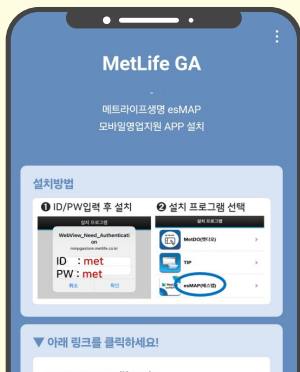 MetLife GA
-
메트라이프생명 esMAP
모바일영업지원 APP 설치
설치방법
❶ ID/PW입력 후 설치
❷ 설치 프로그램 선택
설치 프로그램
WebView_Need_Authenticati
on
ID : met
PW : met
취소
확인
설치 프로그램
MetDO(멧디오)
TIP
esMAP(에스맵)
▼ 아래 링크를 클릭하세요!